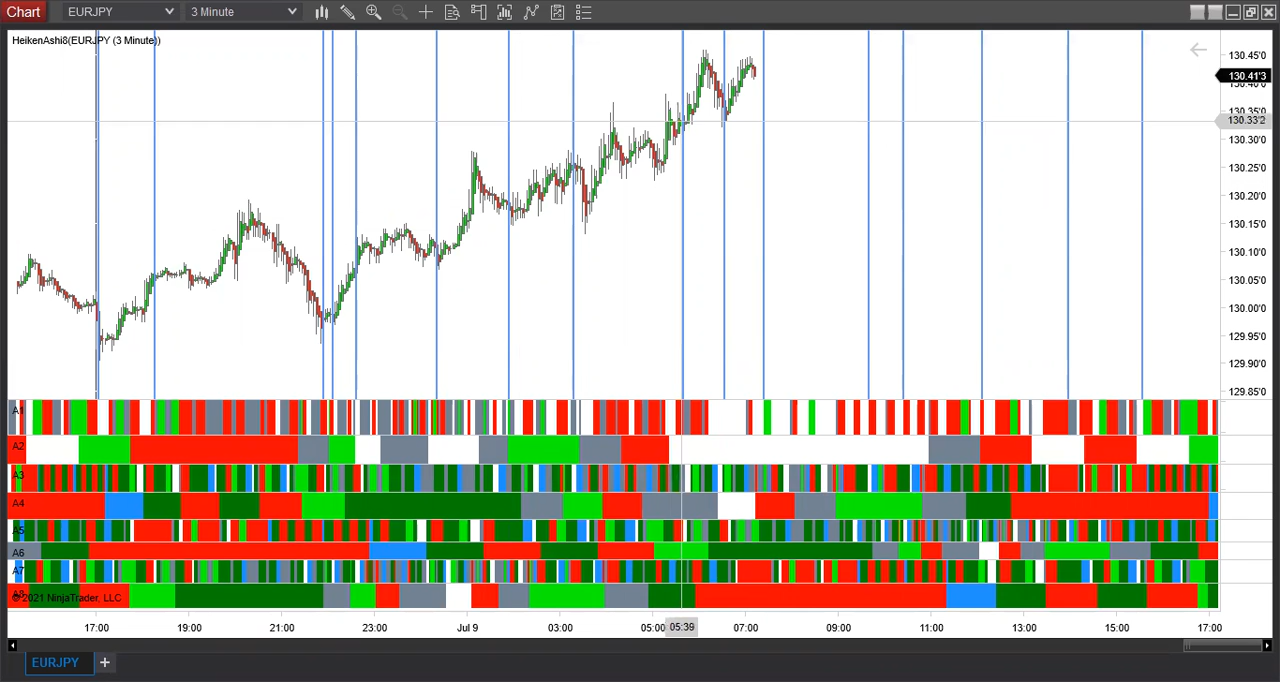 Chart EURJPY 3 Minute
HeikenAshi8(EURJPY (3 Minute))
130.45'0
130.41'3
130.40'0
130.35'0
130.33'2
130.30'0
130.25'0
130.20'0
130.15'0
130.10'0
130.05'0
130.00'0
129.95'0
129.90'0
129.85'0
A1
A2
A3
A4
A5
A6
A7
A8
© 2021 NinjaTrader, LLC
17:00 19:00 21:00 23:00 Jul 9 03:00 05:00 05:39 07:00 09:00 11:00 13:00 15:00 17:00
EURJPY +